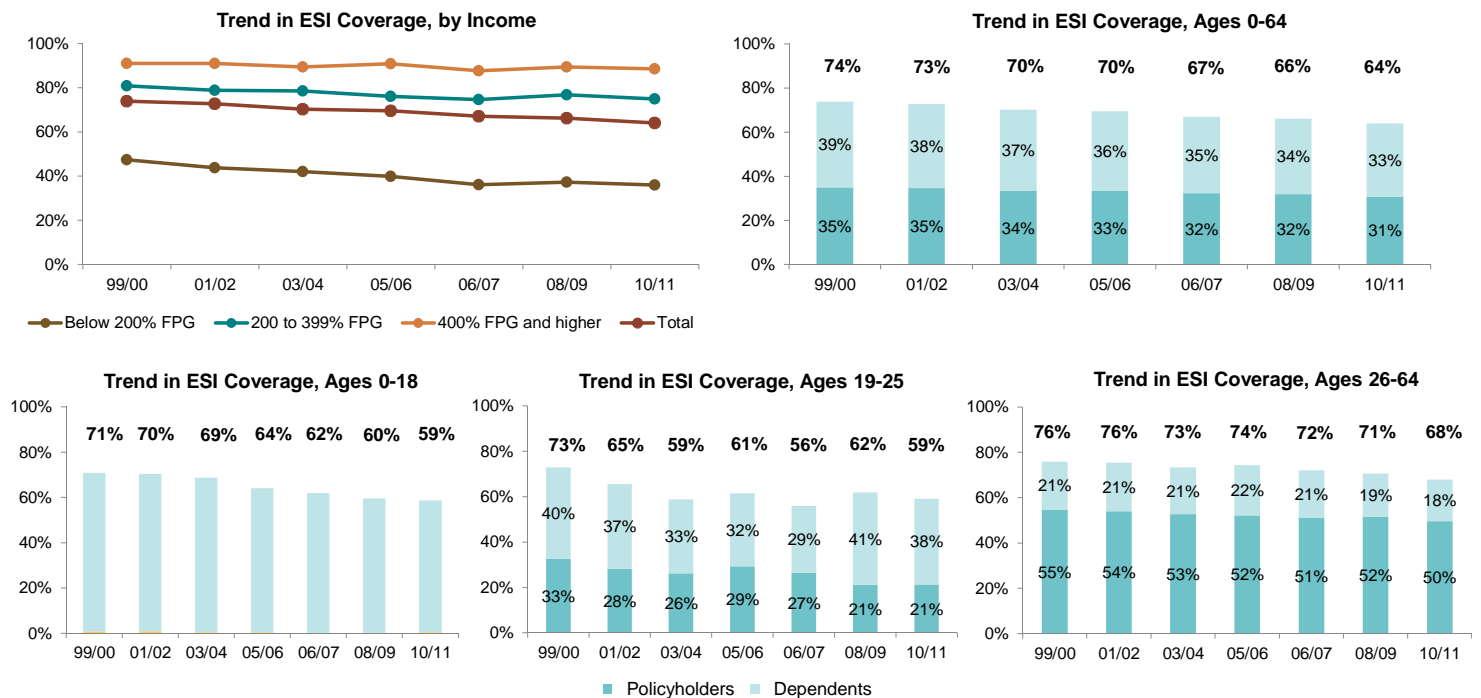 Trend in ESI Coverage, by Income
100%
80%
60%
40%
20%
0%
99/00 01/02 03/04 05/06 06/07 08/09 10/11
Below 200% FPG 200 to 399% FPG 400% FPG and higher Total
Trend in ESI Coverage, Ages 0-64
100%
80%
60%
40%
20%
0%
74% 73% 70% 70% 67% 66% 64%
39% 38% 37% 36% 35% 34% 33%
35% 35% 34% 33% 32% 32% 31%
99/00 01/02 03/04 05/06 06/07 08/09 10/11
Trend in ESI Coverage, Ages 0-18
100%
80%
60%
40%
20%
0%
71% 70% 69% 64% 62% 60% 59%
99/00 01/02 03/04 05/06 06/07 08/09 10/11
Trend in ESI Coverage, Ages 19-25
100%
80%
60%
40%
20%
0%
73% 65% 59% 61% 56% 62% 59%
40% 37% 33% 32% 29% 41% 38%
33% 28% 26% 29% 27% 21% 21%
99/00 01/02 03/04 05/06 06/07 08/09 10/11
Trend in ESI Coverage, Ages 26-64
100%
80%
60%
40%
20%
0%
76% 76% 73% 74% 72% 71% 68%
21% 21% 21% 22% 21% 19% 18%
55% 54% 53% 52% 51% 52% 50%
99/00 01/02 03/04 05/06 06/07 08/09 10/11
Policyholders Dependents